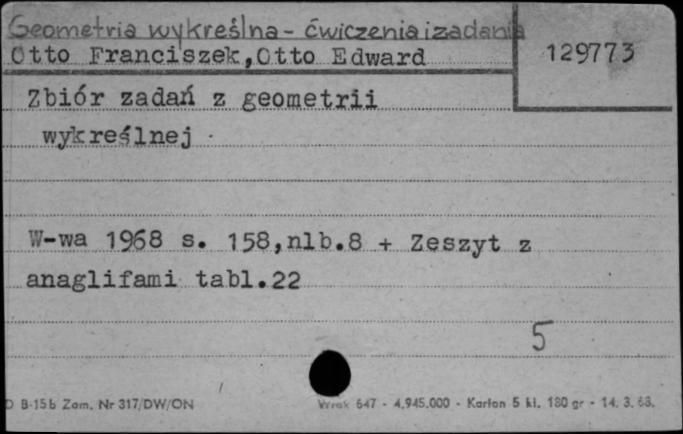 Geometria wykreślna - ćwiczenia i zadania
Otto Franciszek,Otto Edward
129773
Zbiór zadań z geometrii
wykreślnej
W-wa 1968 s. 158,nlb.8 + Zeszyt z
anaglifami tabl.22
5
D B-15b Zam. Nr 317/DW/ON 647 - 4.945.000 - Karton 5 kl. 180 gr - 14. 3. 68.